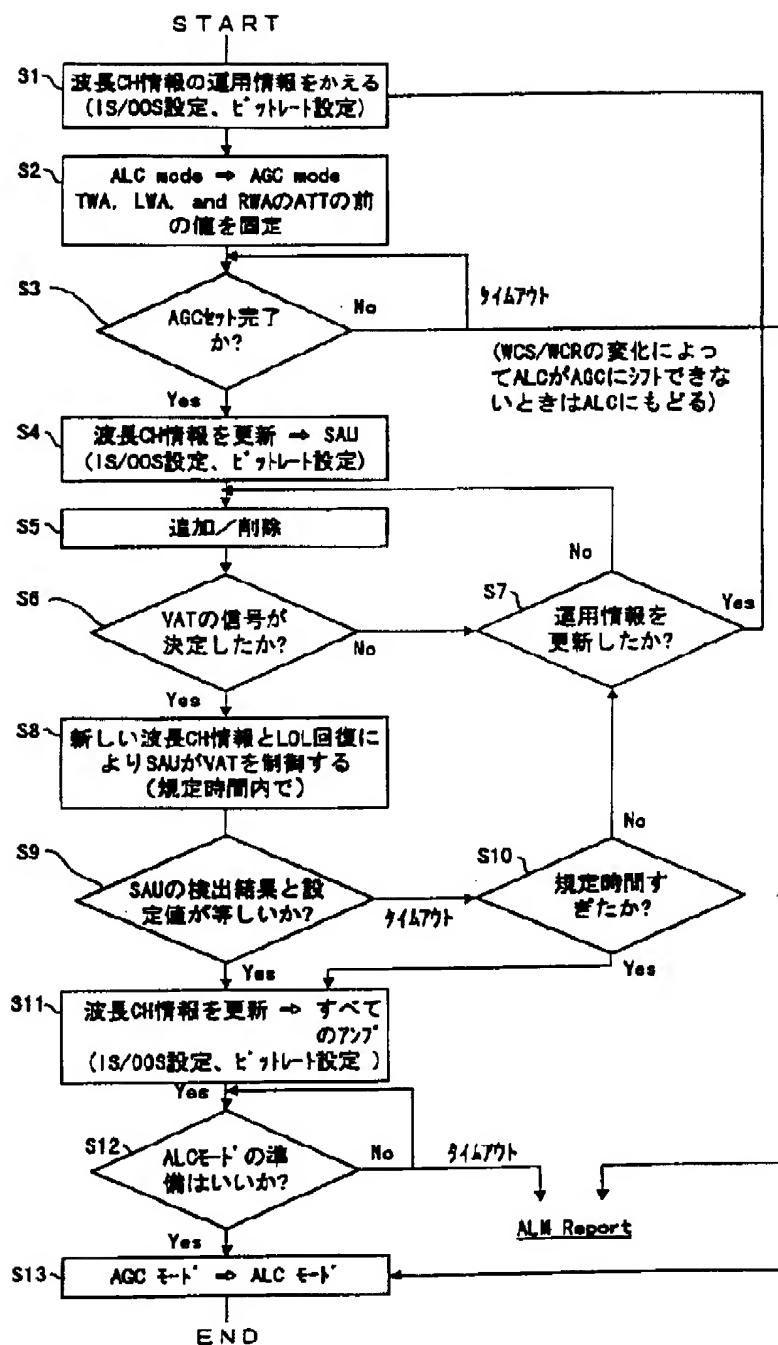 START
S1
波長CH情報の運用情報をかえる
(IS/OOS設定、ビットレート設定)
S2
ALC mode ⇒ AGC mode
TWA, LWA, and RWAのATTの前
の値を固定
S3
AGCセット完了
か?
No
タイムアウト
(WCS/WCRの変化によっ
てALCがAGCにシフトできな
いときはALCにもどる)
Yes
S4
波長CH情報を更新 ⇒ SAU
(IS/OOS設定、ビットレート設定)
S5
追加/削除
No
S6
VATの信号が
決定したか?
No
S7
運用情報を
更新したか?
Yes
Yes
S8
新しい波長CH情報とLOL回復に
よりSAUがVATを制御する
(規定時間内で)
No
S9
SAUの検出結果と設
定値が等しいか?
タイムアウト
S10
規定時間す
ぎたか?
Yes
Yes
S11
波長CH情報を更新 ⇒ すべて
のアンプ
(IS/OOS設定、ビットレート設定 )
Yes
S12
ALCモードの準
備はいいか?
No
タイムアウト
ALM Report
Yes
S13
AGC モード ⇒ ALC モード
END